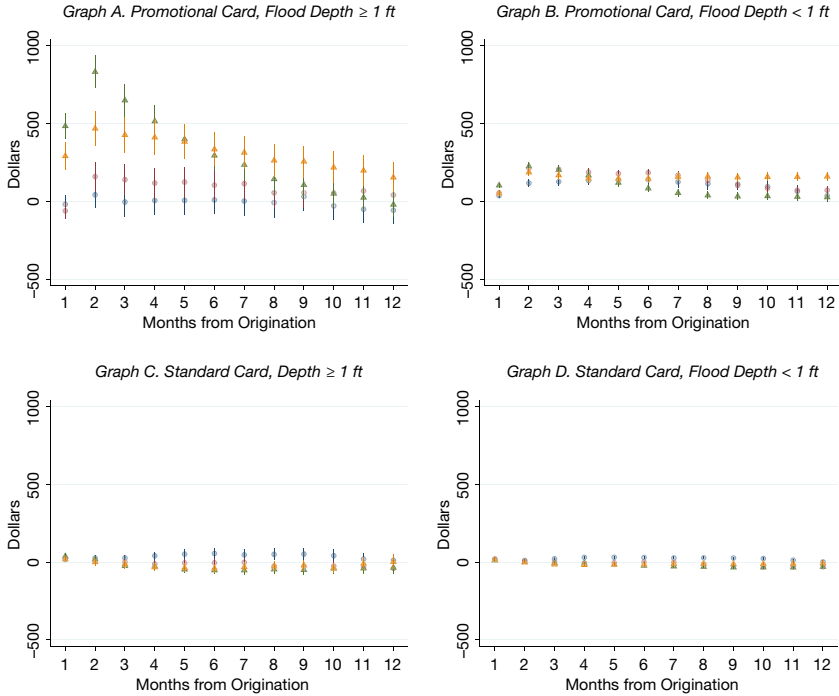 Graph A. Promotional Card, Flood Depth ≥ 1 ft
1000
500
0
−500
Dollars
1 2 3 4 5 6 7 8 9 10 11 12
Months from Origination
Graph B. Promotional Card, Flood Depth < 1 ft
1000
500
0
−500
Dollars
1 2 3 4 5 6 7 8 9 10 11 12
Months from Origination
Graph C. Standard Card, Depth ≥ 1 ft
1000
500
0
−500
Dollars
1 2 3 4 5 6 7 8 9 10 11 12
Months from Origination
Graph D. Standard Card, Flood Depth < 1 ft
1000
500
0
−500
Dollars
1 2 3 4 5 6 7 8 9 10 11 12
Months from Origination